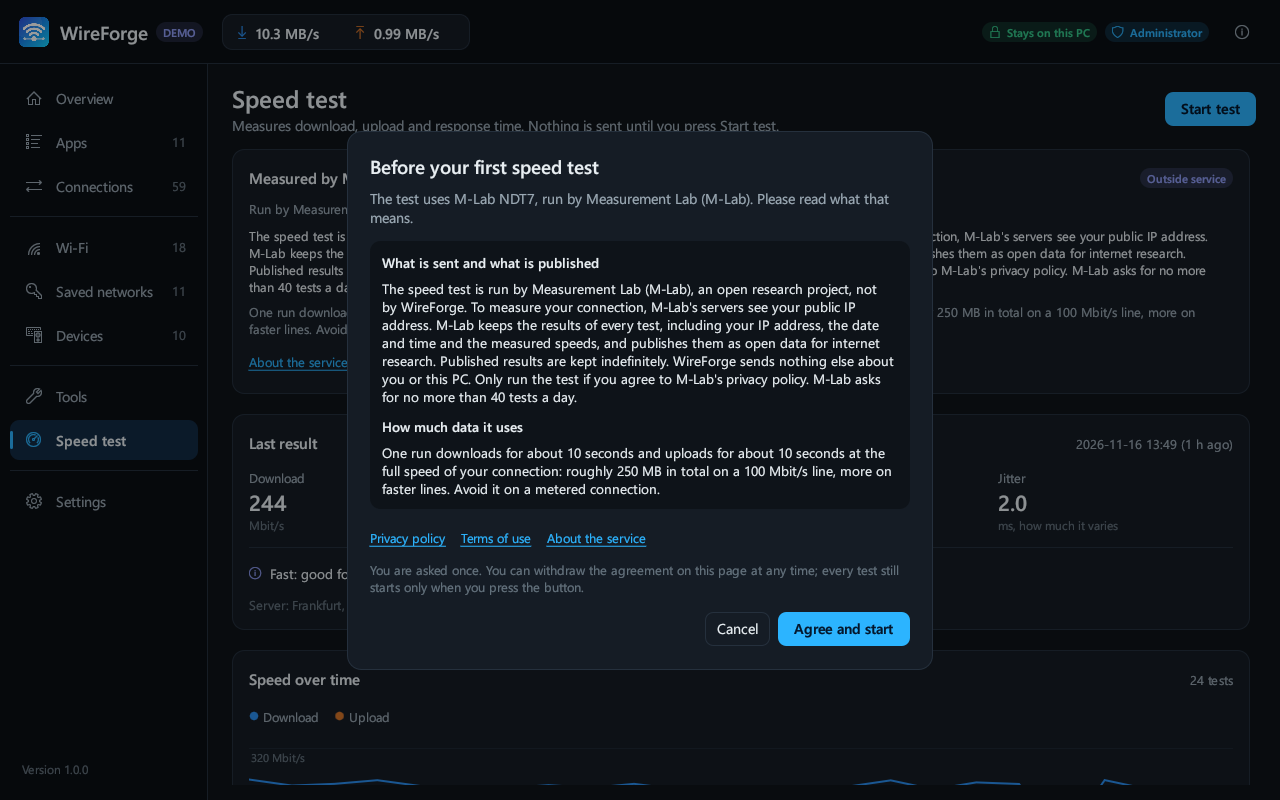 WireForge DEMO 10.3 MB/s 0.99 MB/s Stays on this PC Administrator
Overview
Apps 11
Connections 59
Wi-Fi 18
Saved networks 11
Devices 10
Tools
Speed test
Settings
Version 1.0.0
Speed test
Measures download, upload and response time. Nothing is sent until you press Start test.
Start test
Measured by
Outside service
Run by
The speed test is
M-Lab's servers see your public IP address.
M-Lab keeps the
them as open data for internet research.
Published results
M-Lab's privacy policy. M-Lab asks for no more
than 40 tests a
One run
250 MB in total on a 100 Mbit/s line, more on
faster lines. Avoid
About the service
Before your first speed test
The test uses M-Lab NDT7, run by Measurement Lab (M-Lab). Please read what that
means.
What is sent and what is published
The speed test is run by Measurement Lab (M-Lab), an open research project, not
by WireForge. To measure your connection, M-Lab's servers see your public IP
address. M-Lab keeps the results of every test, including your IP address, the date
and time and the measured speeds, and publishes them as open data for internet
research. Published results are kept indefinitely. WireForge sends nothing else about
you or this PC. Only run the test if you agree to M-Lab's privacy policy. M-Lab asks
for no more than 40 tests a day.
How much data it uses
One run downloads for about 10 seconds and uploads for about 10 seconds at the
full speed of your connection: roughly 250 MB in total on a 100 Mbit/s line, more on
faster lines. Avoid it on a metered connection.
Privacy policy Terms of use About the service
You are asked once. You can withdraw the agreement on this page at any time; every test still
starts only when you press the button.
Cancel Agree and start
Last result
2026-11-16 13:49 (1 h ago)
Download
244
Mbit/s
Jitter
2.0
ms, how much it varies
Fast: good
Server: Frankfurt,
Speed over time
24 tests
Download Upload
320 Mbit/s